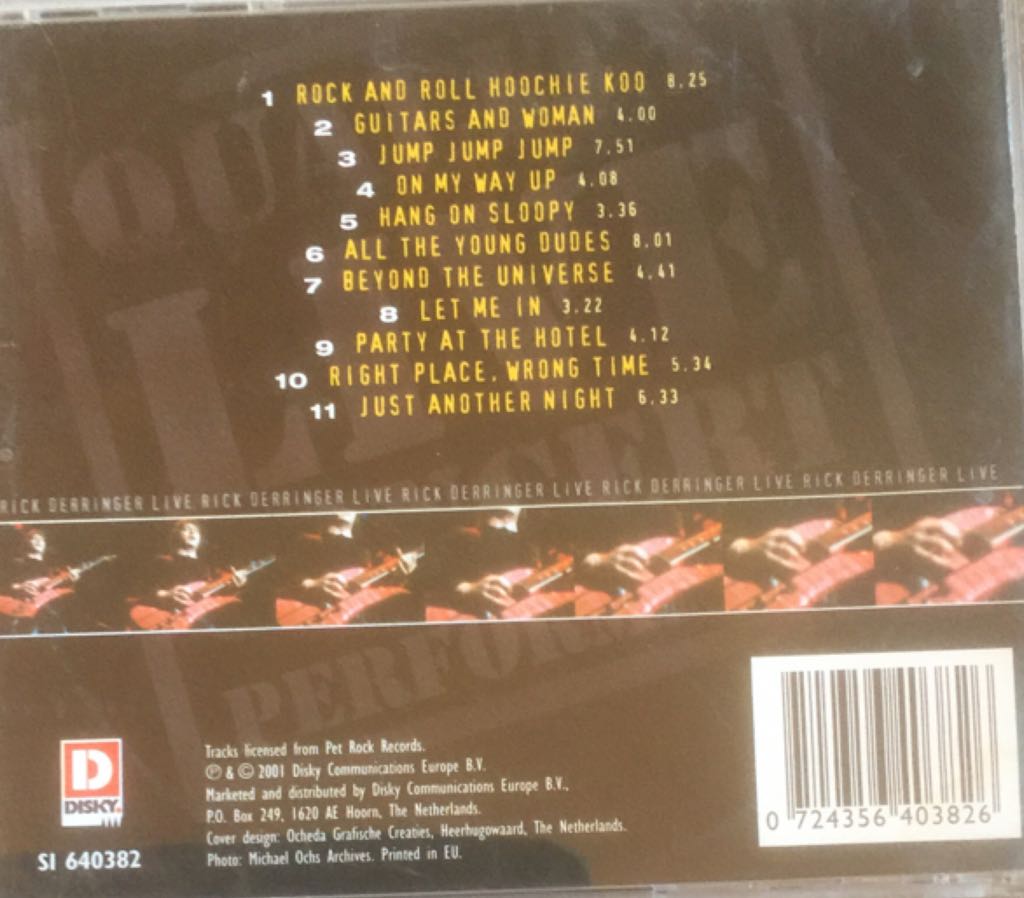 1 ROCK AND ROLL HOOCHIE KOO 8.25
2 GUITARS AND WOMAN 4.00
3 JUMP JUMP JUMP 7.51
4 ON MY WAY UP 4.08
5 HANG ON SLOOPY 3.36
6 ALL THE YOUNG DUDES 8.01
7 BEYOND THE UNIVERSE 4.41
8 LET ME IN 3.22
9 PARTY AT THE HOTEL 4.12
10 RIGHT PLACE, WRONG TIME 5.34
11 JUST ANOTHER NIGHT 6.33
LIVE
RICK DERRINGER LIVE RICK DERRINGER LIVE RICK DERRINGER LIVE RICK DERRINGER LIVE RICK DERRINGER LIVE
PERFORM
D
DISKY.
SI 640382
Tracks licensed from Pet Rock Records.
℗ & © 2001 Disky Communications Europe B.V.
Marketed and distributed by Disky Communications Europe B.V.,
P.O. Box 249, 1620 AE Hoorn, The Netherlands.
Cover design: Ocheda Grafische Creaties, Heerhugowaard, The Netherlands.
Photo: Michael Ochs Archives. Printed in EU.
0 724356 403826